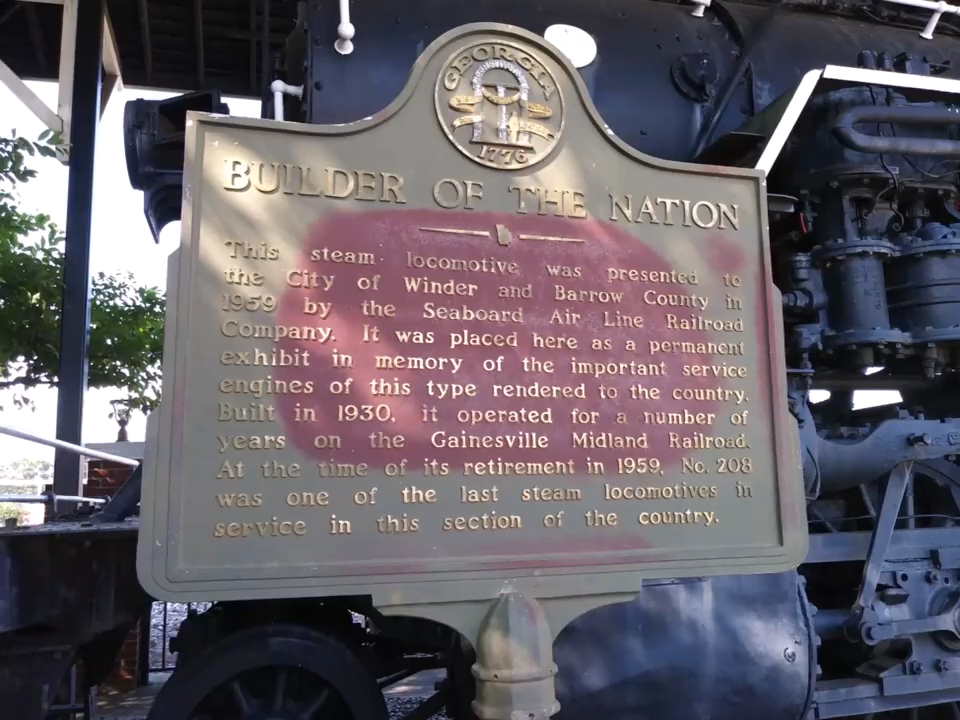 GEORGIA
1776
BUILDER OF THE NATION
This steam locomotive was presented to
the City of Winder and Barrow County in
1959 by the Seaboard Air Line Railroad
Company. It was placed here as a permanent
exhibit in memory of the important service
engines of this type rendered to the country.
Built in 1930, it operated for a number of
years on the Gainesville Midland Railroad.
At the time of its retirement in 1959, No. 208
was one of the last steam locomotives in
service in this section of the country.